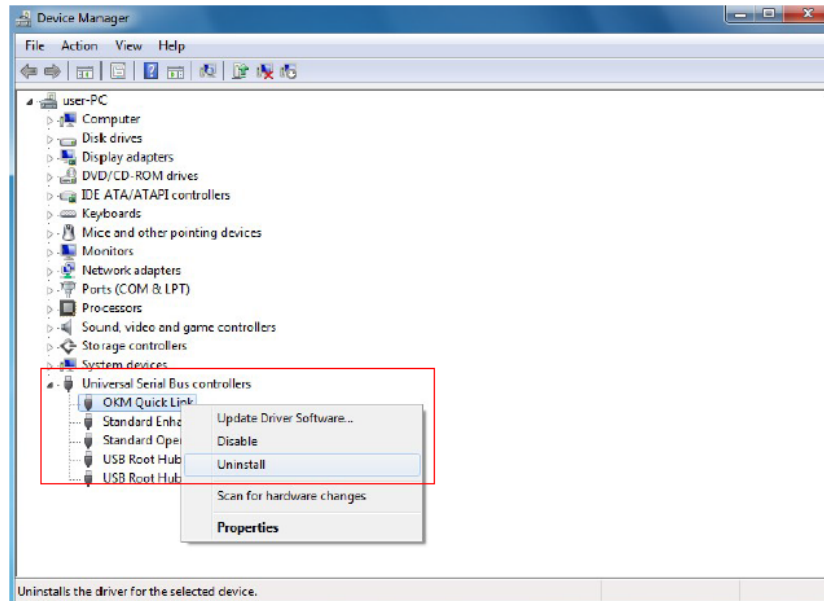 Device Manager
File Action View Help
user-PC
Computer
Disk drives
Display adapters
DVD/CD-ROM drives
IDE ATA/ATAPI controllers
Keyboards
Mice and other pointing devices
Monitors
Network adapters
Ports (COM & LPT)
Processors
Sound, video and game controllers
Storage controllers
System devices
Universal Serial Bus controllers
OKM Quick Link
Standard Enha
Standard Oper
USB Root Hub
USB Root Hub
Update Driver Software...
Disable
Uninstall
Scan for hardware changes
Properties
Uninstalls the driver for the selected device.